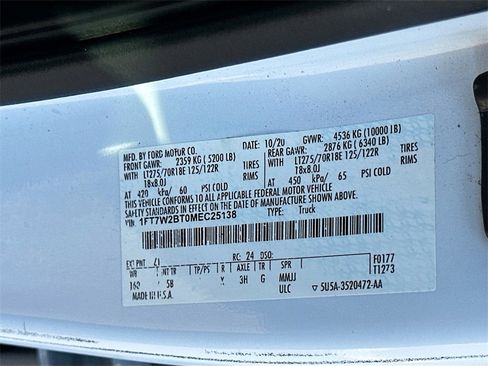 MFD. BY FORD MOTOR CO. DATE: 10/20 GVWR: 4536 KG (10000 LB)
FRONT GAWR: 2359 KG (5200 LB) REAR GAWR: 2876 KG (6340 LB)
WITH LT275/70R18E 125/122R TIRES WITH LT275/70R18E 125/122R TIRES
18x8.0J RIMS 18x8.0J RIMS
AT 420 kPa/ 60 PSI COLD AT 450 kPa/ 65 PSI COLD
THIS VEHICLE CONFORMS TO ALL APPLICABLE FEDERAL MOTOR VEHICLE
SAFETY STANDARDS IN EFFECT ON THE DATE OF MANUFACTURE SHOWN ABOVE.
VIN: 1FT7W2BT0MEC25138 TYPE: Truck
EXT PNT Z1 RC: 24 DSO: F0177
INT TR TP/PS R AXLE TR SPR T1273
160 5B Y 3H G MMJJ
MADE IN U.S.A. ULC 5U5A-3520472-AA